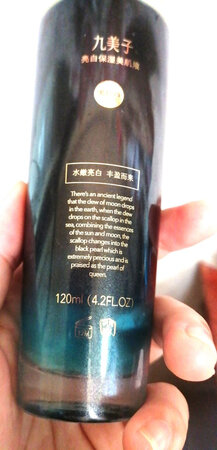 九美子
亮白保湿美肌液
水嫩亮白 丰盈而来
There's an ancient legend
that the dew of moon drops
in the earth, when the dew
drops on the scallop in the
sea, combining the essences
of the sun and moon, the
scallop changes into the
black pearl which is
extremely precious and is
praised as the pearl of
queen.
120ml (4.2FL.OZ)